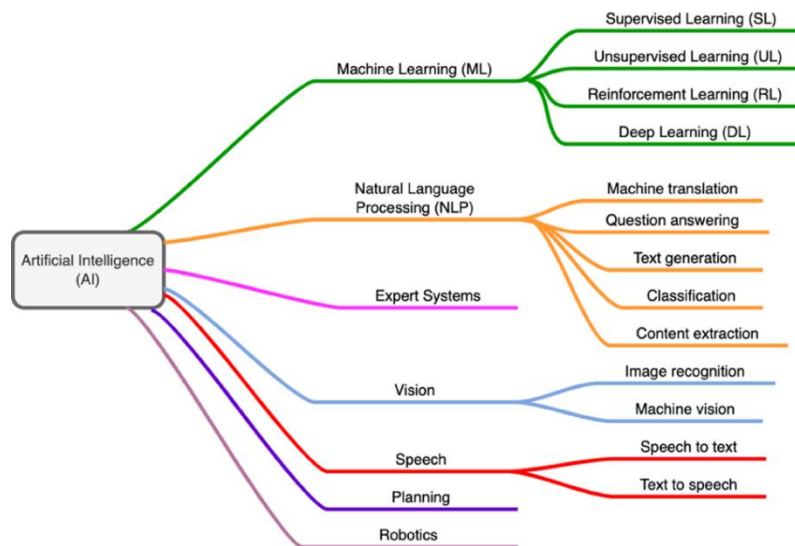 Artificial Intelligence
(AI)
Machine Learning (ML)
Supervised Learning (SL)
Unsupervised Learning (UL)
Reinforcement Learning (RL)
Deep Learning (DL)
Natural Language
Processing (NLP)
Machine translation
Question answering
Text generation
Classification
Content extraction
Expert Systems
Vision
Image recognition
Machine vision
Speech
Speech to text
Text to speech
Planning
Robotics